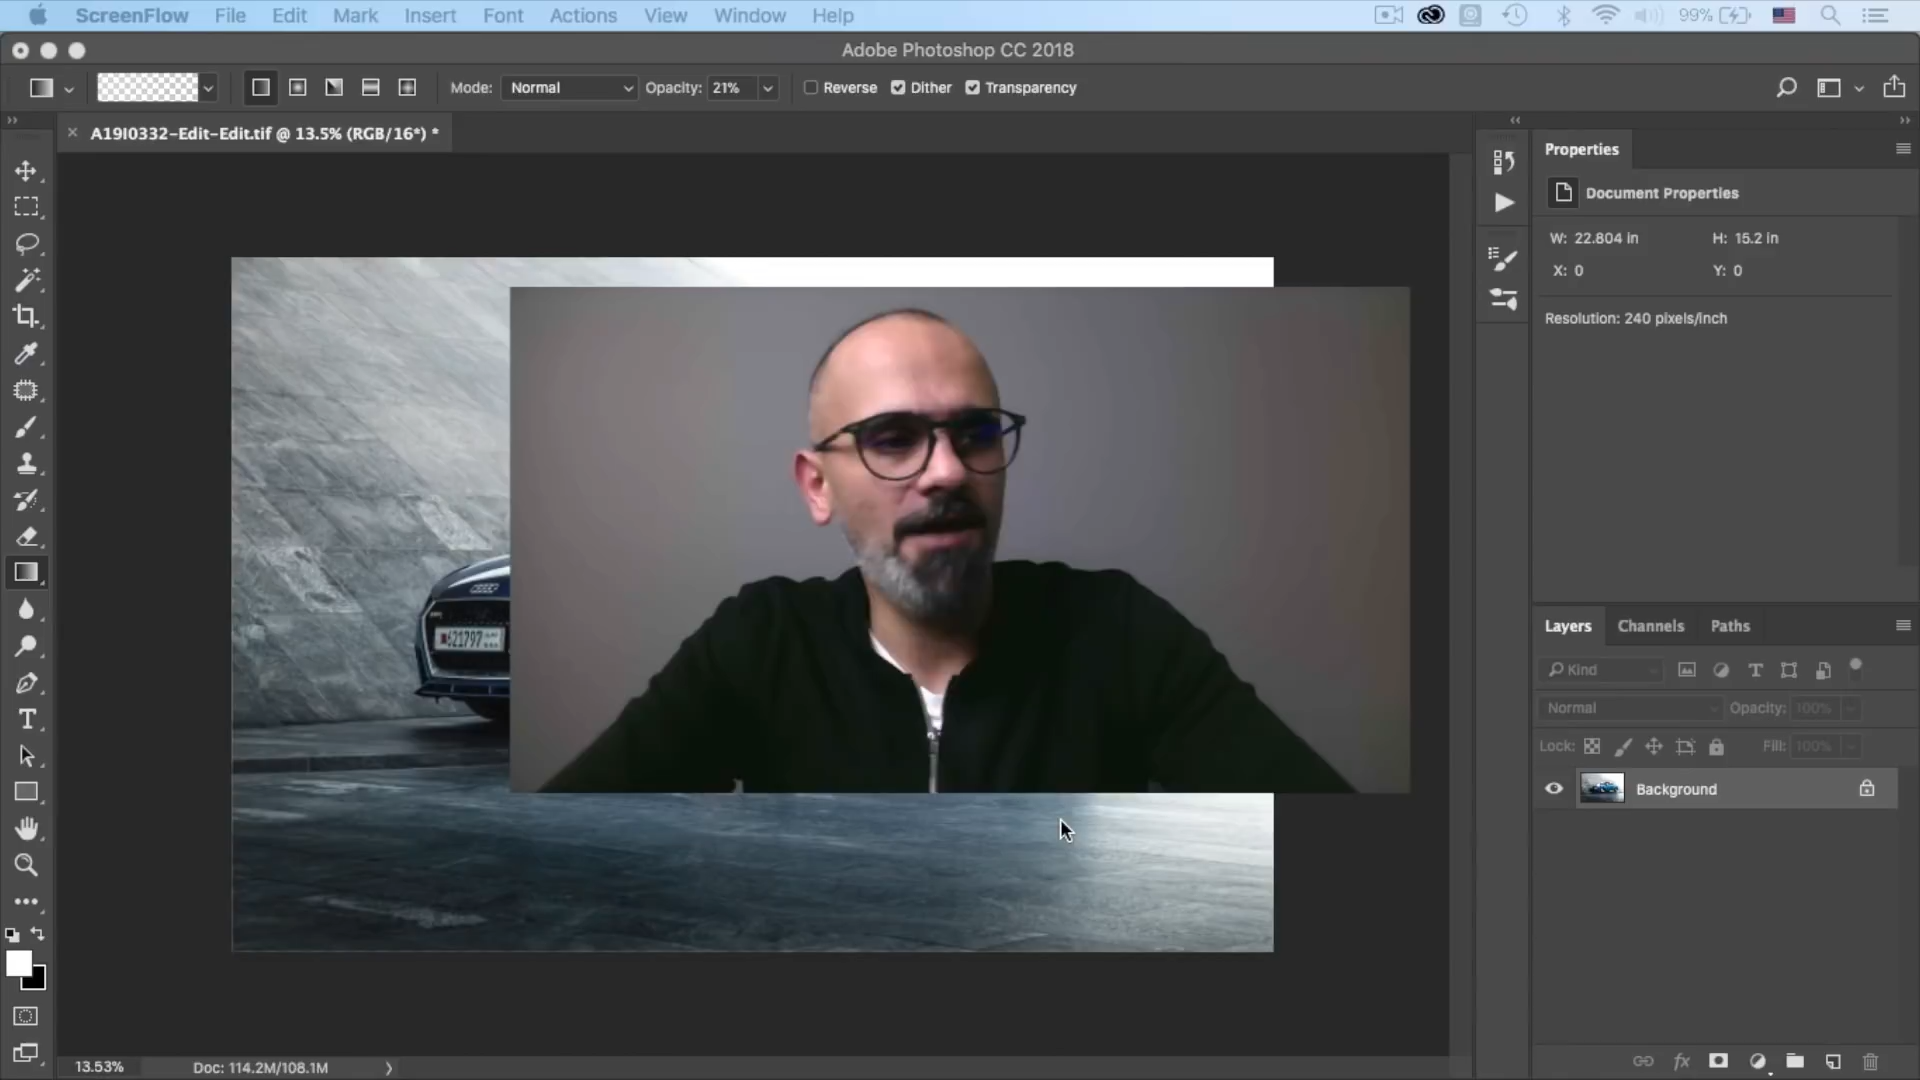 ScreenFlow File Edit Mark Insert Font Actions View Window Help 99%
Adobe Photoshop CC 2018
Mode: Normal Opacity: 21% Reverse Dither Transparency
A19I0332-Edit-Edit.tif @ 13.5% (RGB/16*) *
Properties
Document Properties
W: 22.804 in H: 15.2 in
X: 0 Y: 0
Resolution: 240 pixels/inch
621797
Layers Channels Paths
Kind
Normal Opacity: 100%
Lock: Fill: 100%
Background
13.53% Doc: 114.2M/108.1M